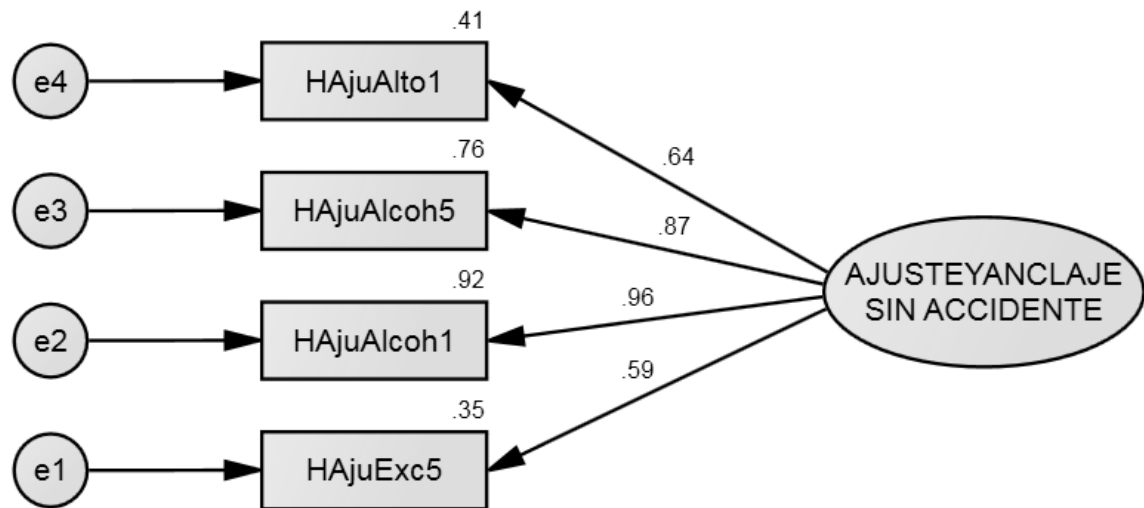 .41
e4
HAjuAlto1
.64
.76
e3
HAjuAlcoh5
.87
AJUSTEYANCLAJE
SIN ACCIDENTE
.92
e2
HAjuAlcoh1
.96
.59
.35
e1
HAjuExc5